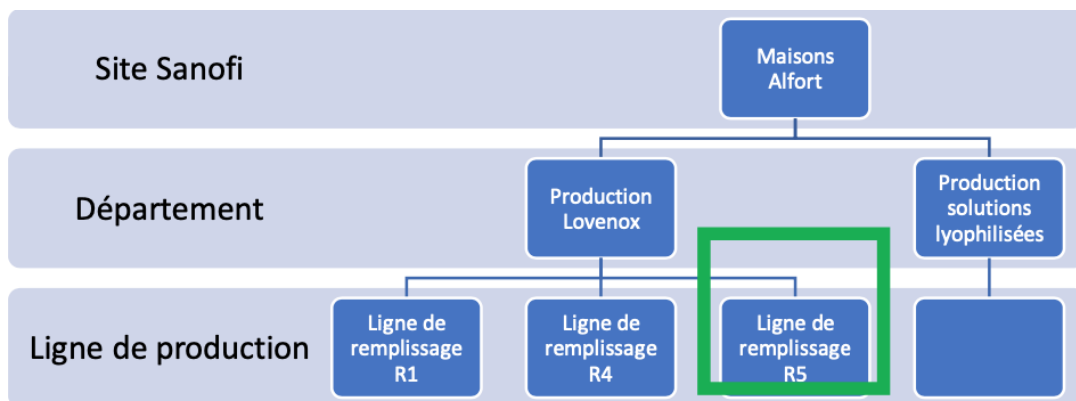 Site Sanofi
Maisons
Alfort
Département
Production
Lovenox
Production
solutions
lyophilisées
Ligne de production
Ligne de
remplissage
R1
Ligne de
remplissage
R4
Ligne de
remplissage
R5